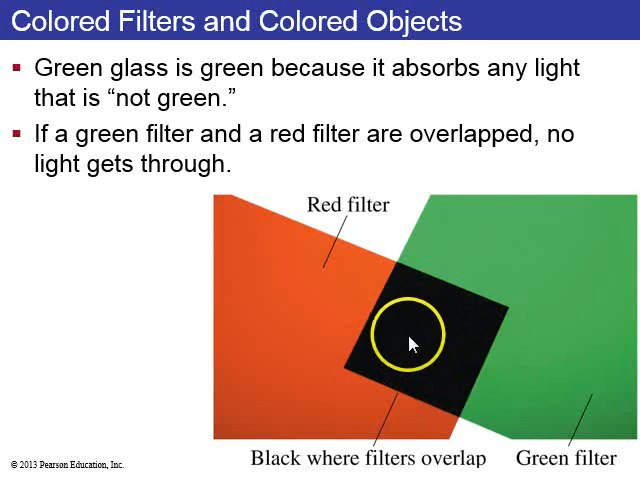 Colored Filters and Colored Objects
▪ Green glass is green because it absorbs any light
that is “not green.”
▪ If a green filter and a red filter are overlapped, no
light gets through.
Red filter
Black where filters overlap
Green filter
© 2013 Pearson Education, Inc.